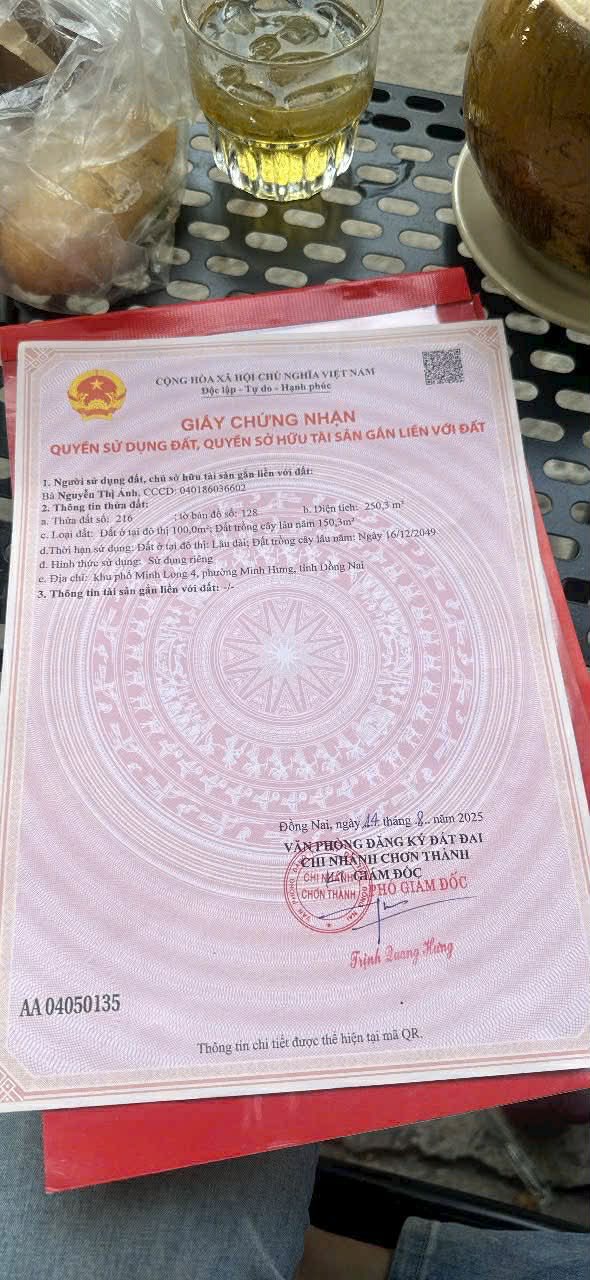 CỘNG HÒA XÃ HỘI CHỦ NGHĨA VIỆT NAM
Độc lập - Tự do - Hạnh phúc
GIẤY CHỨNG NHẬN
QUYỀN SỬ DỤNG ĐẤT, QUYỀN SỞ HỮU TÀI SẢN GẮN LIỀN VỚI ĐẤT
1. Người sử dụng đất, chủ sở hữu tài sản gắn liền với đất:
Bà Nguyễn Thị Ánh, CCCD: 040186036602
2. Thông tin thửa đất:
a. Thửa đất số: 216 ; tờ bản đồ số: 128 b. Diện tích: 250,3 m²
c. Loại đất: Đất ở tại đô thị 100,0m²; Đất trồng cây lâu năm 150,3m²
d.Thời hạn sử dụng: Đất ở tại đô thị: Lâu dài; Đất trồng cây lâu năm: Ngày 16/12/2049
đ. Hình thức sử dụng: Sử dụng riêng
e. Địa chỉ: khu phố Minh Long 4, phường Minh Hưng, tỉnh Đồng Nai
3. Thông tin tài sản gắn liền với đất: -/-
Đồng Nai, ngày 14 tháng 8.. năm 2025
VĂN PHÒNG ĐĂNG KÝ ĐẤT ĐAI
CHI NHÁNH CHƠN THÀNH
GIÁM ĐỐC
CHI NHÁNH
CHƠN THÀNH
PHÓ GIÁM ĐỐC
Trịnh Quang Hưng
AA 04050135
Thông tin chi tiết được thể hiện tại mã QR.